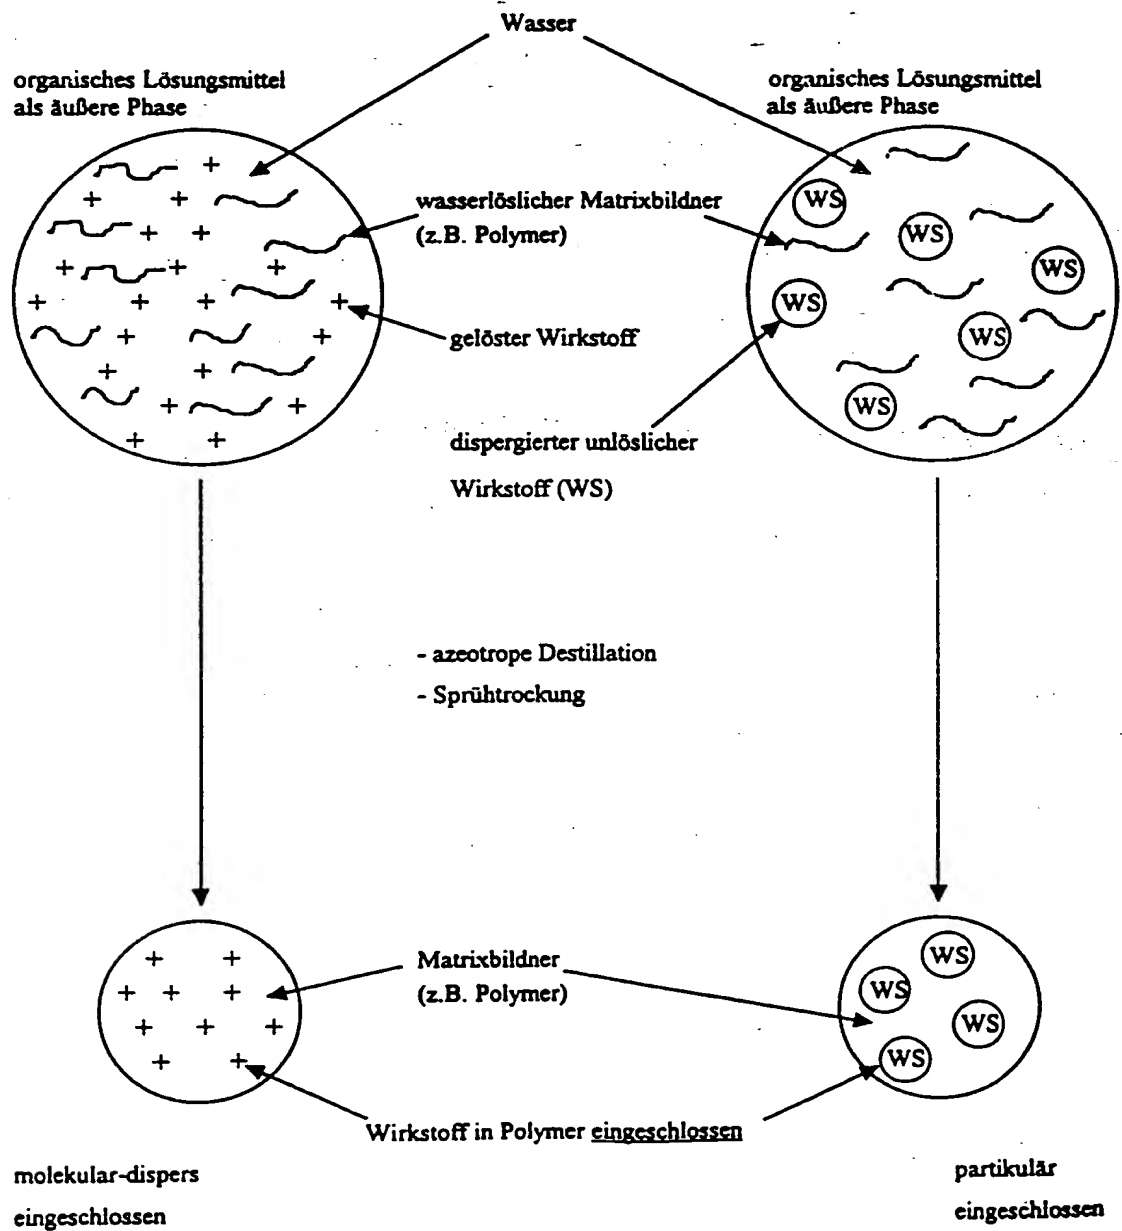 Wasser
organisches Lösungsmittel
als äußere Phase
organisches Lösungsmittel
als äußere Phase
wasserlöslicher Matrixbildner
(z.B. Polymer)
WS
WS
WS
WS
WS
WS
gelöster Wirkstoff
dispergierter unlöslicher
Wirkstoff (WS)
- azeotrope Destillation
- Sprühtrockung
Matrixbildner
(z.B. Polymer)
WS
WS
WS
WS
Wirkstoff in Polymer eingeschlossen
molekular-dispers
eingeschlossen
partikulär
eingeschlossen